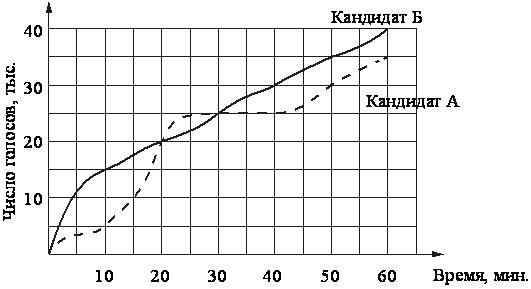 Кандидат Б
Кандидат А
Число голосов, тыс.
40
30
20
10
10 20 30 40 50 60 Время, мин.